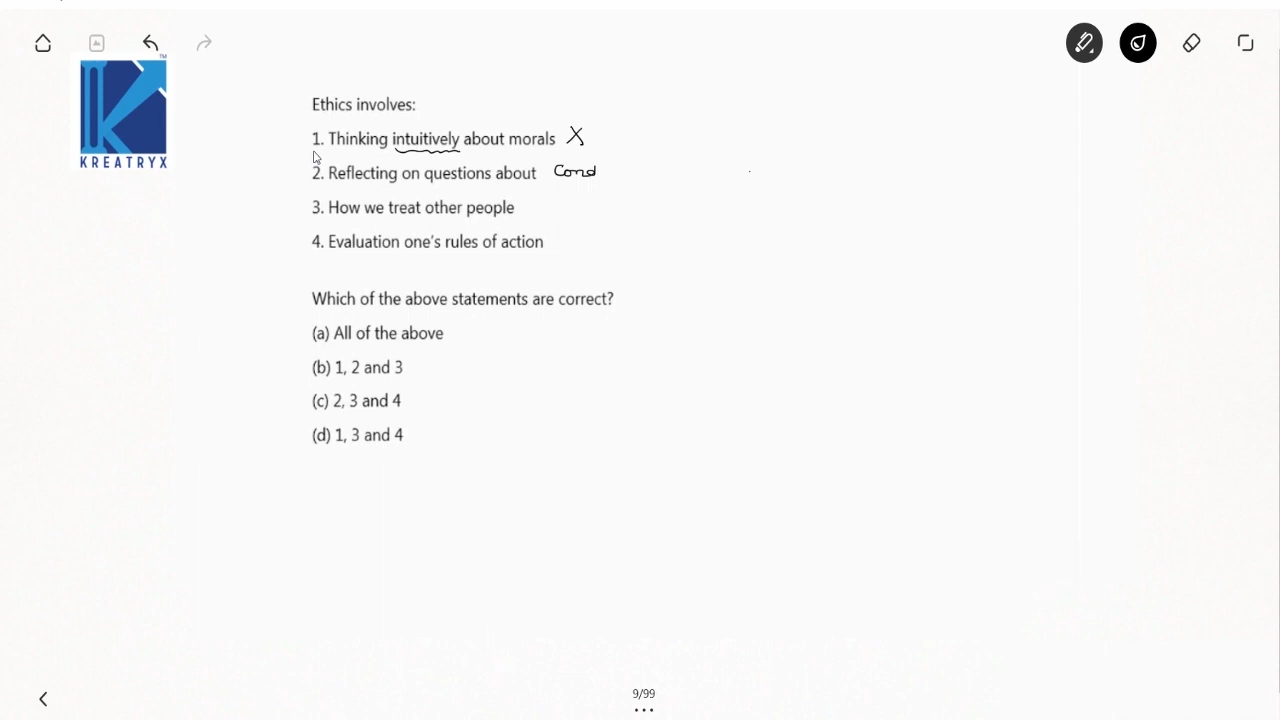 TM
KREATRYX
Ethics involves:
1. Thinking intuitively about morals X
2. Reflecting on questions about Cond
3. How we treat other people
4. Evaluation one's rules of action
Which of the above statements are correct?
(a) All of the above
(b) 1, 2 and 3
(c) 2, 3 and 4
(d) 1, 3 and 4
9/99